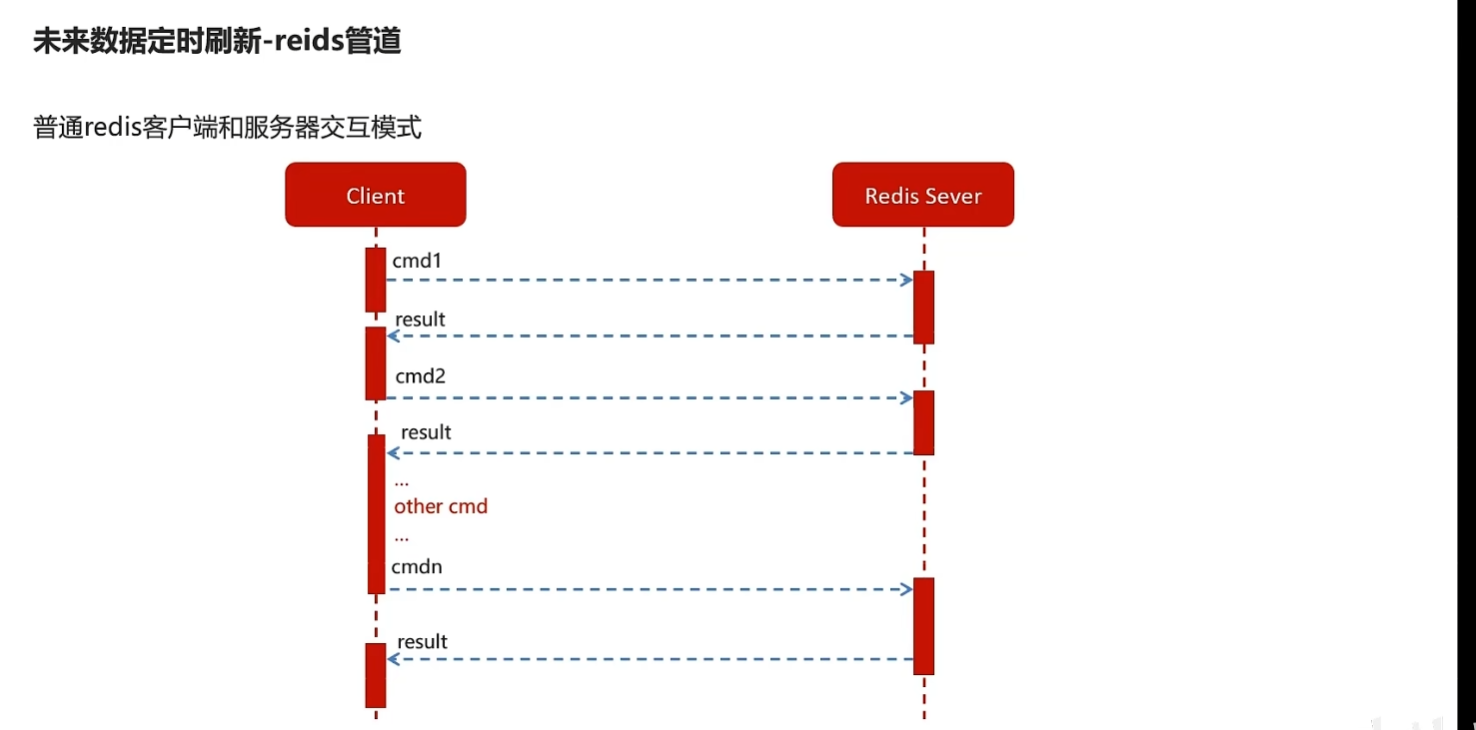 未来数据定时刷新-reids管道
普通redis客户端和服务器交互模式
Client
Redis Sever
cmd1
result
cmd2
result
...
other cmd
...
cmdn
result